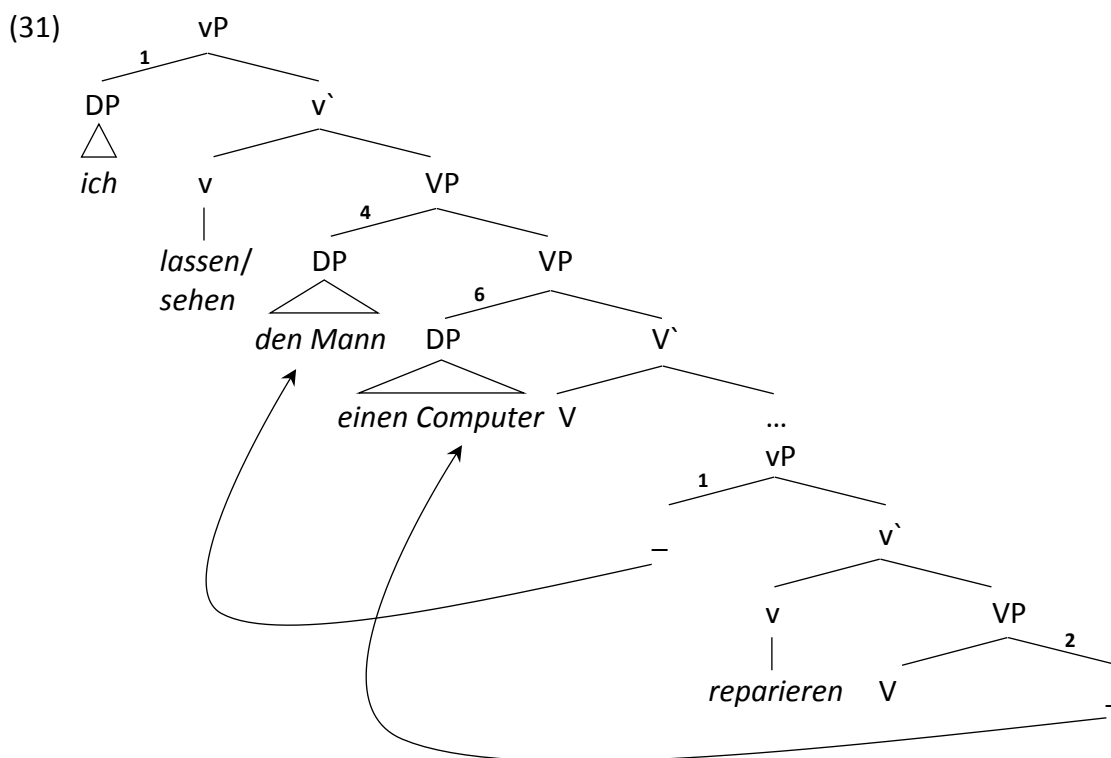 (31) vP
1
DP v`
ich v VP
4
lassen/ DP VP
sehen 6
den Mann DP V`
einen Computer V …
vP
1
_ v`
v VP
2
reparieren V _